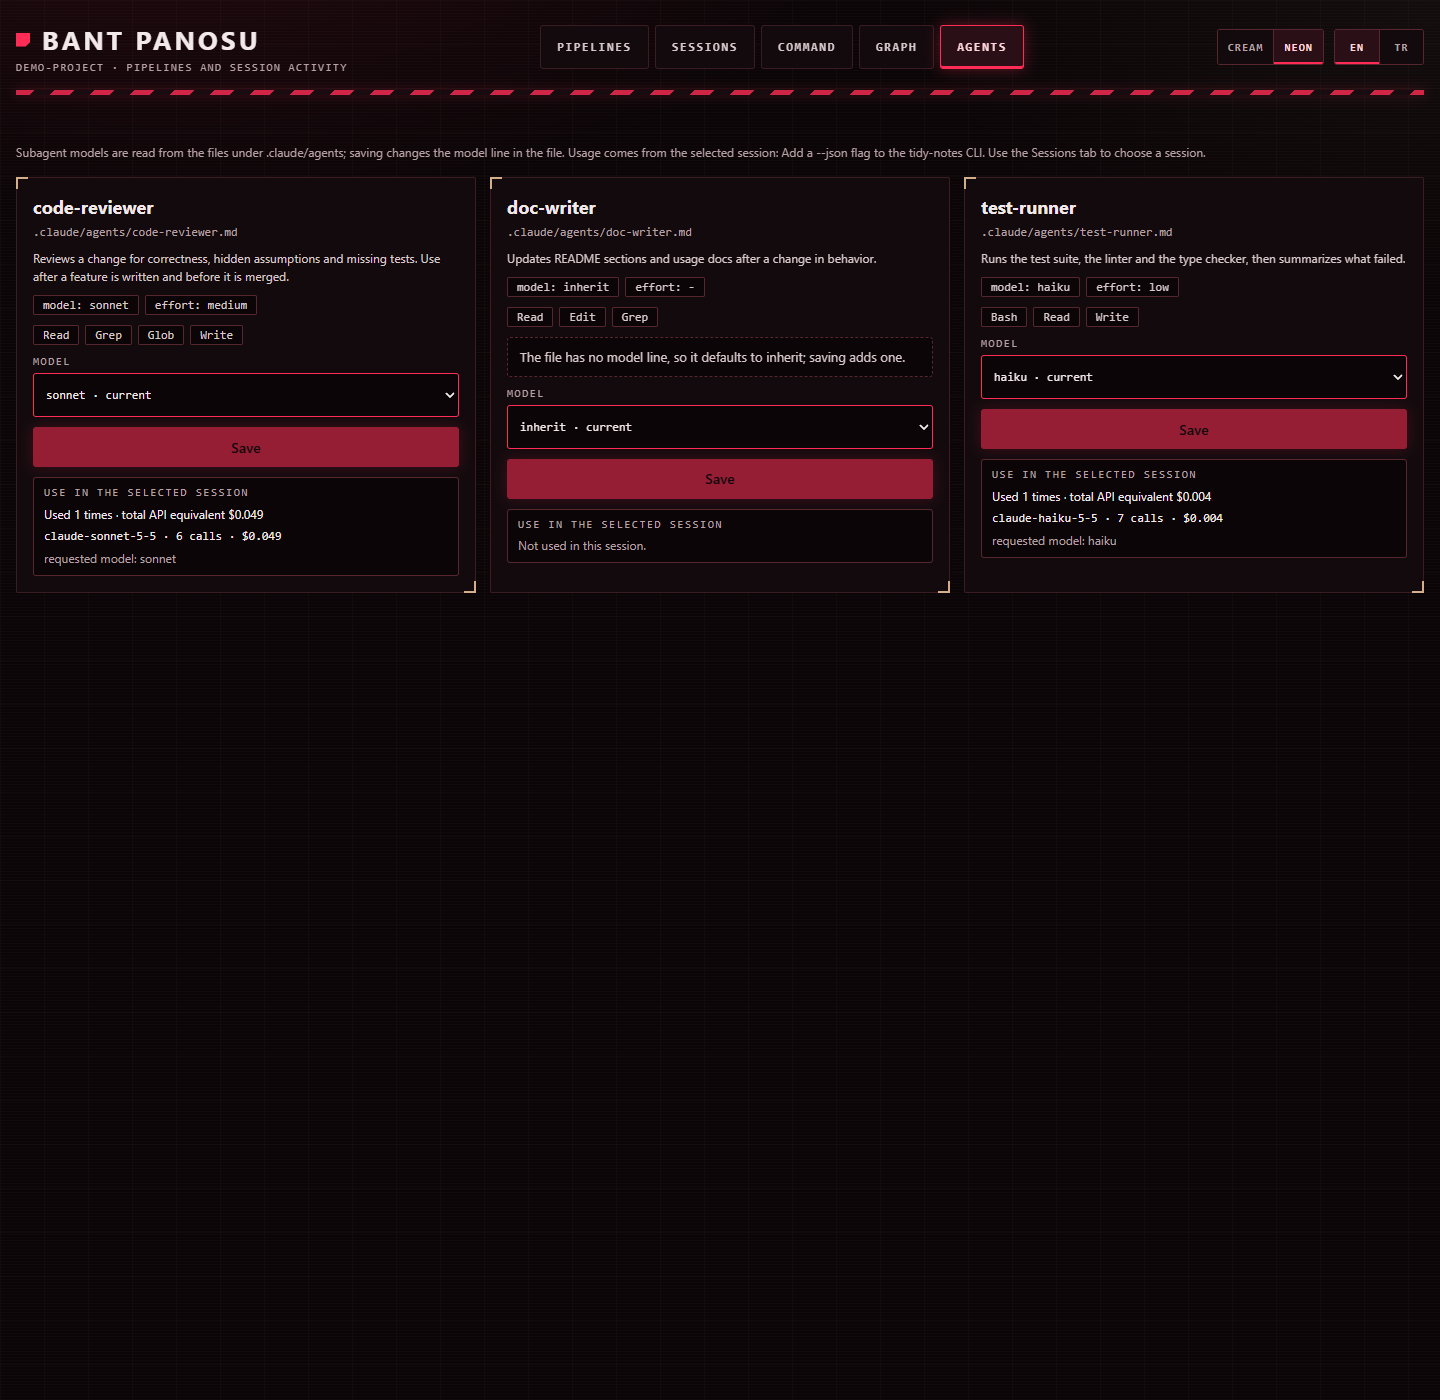 BANT PANOSU
DEMO-PROJECT · PIPELINES AND SESSION ACTIVITY
PIPELINES
SESSIONS
COMMAND
GRAPH
AGENTS
CREAM
NEON
EN
TR
Subagent models are read from the files under .claude/agents; saving changes the model line in the file. Usage comes from the selected session: Add a --json flag to the tidy-notes CLI. Use the Sessions tab to choose a session.
code-reviewer
.claude/agents/code-reviewer.md
Reviews a change for correctness, hidden assumptions and missing tests. Use
after a feature is written and before it is merged.
model: sonnet
effort: medium
Read
Grep
Glob
Write
MODEL
sonnet · current
Save
USE IN THE SELECTED SESSION
Used 1 times · total API equivalent $0.049
claude-sonnet-5-5 · 6 calls · $0.049
requested model: sonnet
doc-writer
.claude/agents/doc-writer.md
Updates README sections and usage docs after a change in behavior.
model: inherit
effort: -
Read
Edit
Grep
The file has no model line, so it defaults to inherit; saving adds one.
MODEL
inherit · current
Save
USE IN THE SELECTED SESSION
Not used in this session.
test-runner
.claude/agents/test-runner.md
Runs the test suite, the linter and the type checker, then summarizes what failed.
model: haiku
effort: low
Bash
Read
Write
MODEL
haiku · current
Save
USE IN THE SELECTED SESSION
Used 1 times · total API equivalent $0.004
claude-haiku-5-5 · 7 calls · $0.004
requested model: haiku